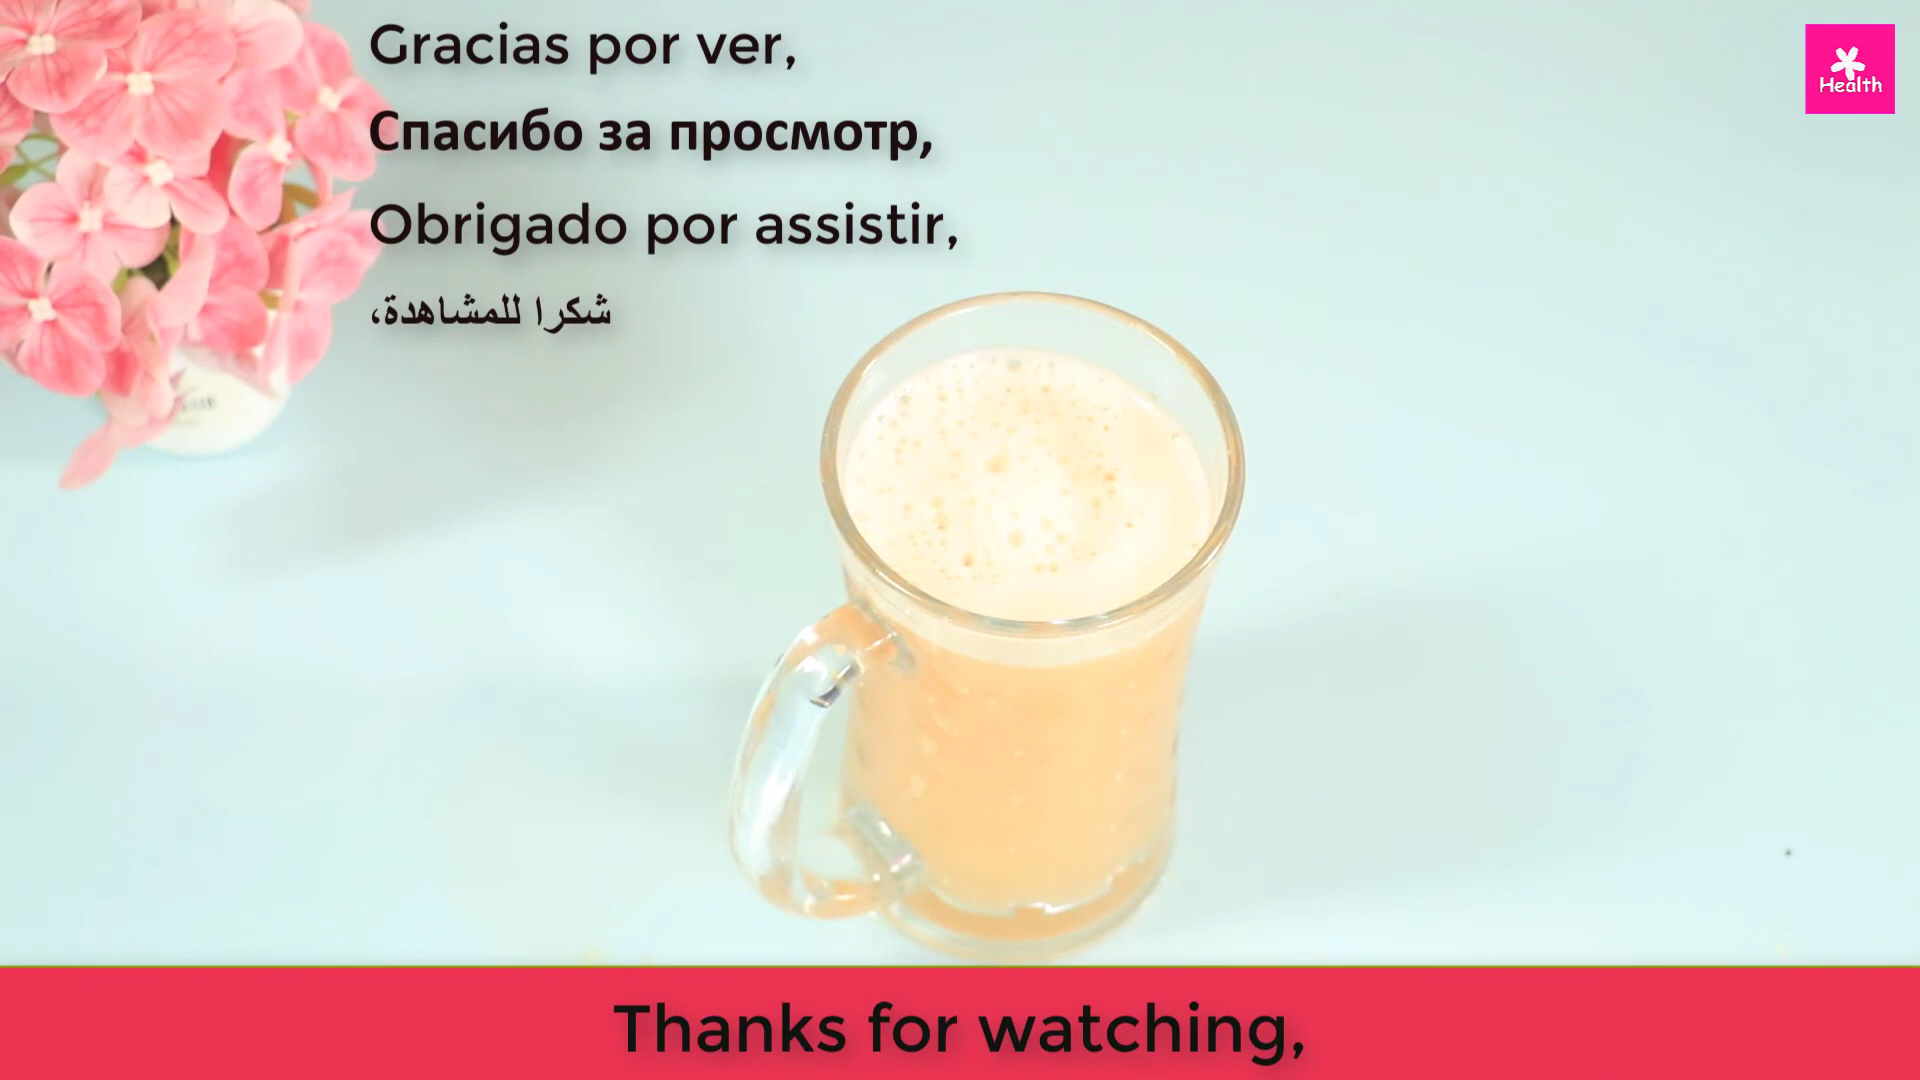 Gracias por ver,
Health
Спасибо за просмотр,
Obrigado por assistir,
شكرا للمشاهدة،
Thanks for watching,